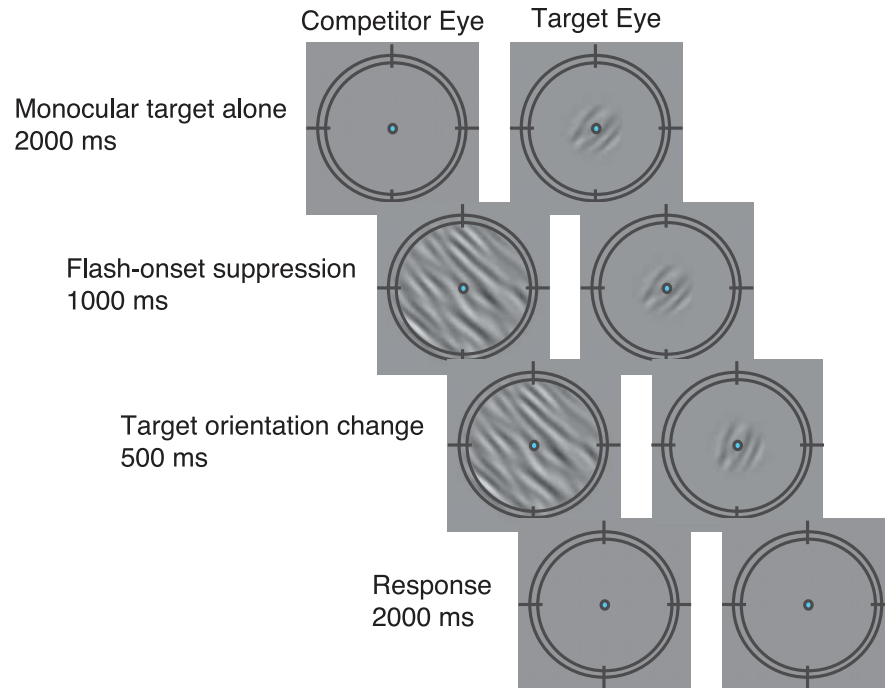 Competitor Eye
Target Eye
Monocular target alone
2000 ms
Flash-onset suppression
1000 ms
Target orientation change
500 ms
Response
2000 ms